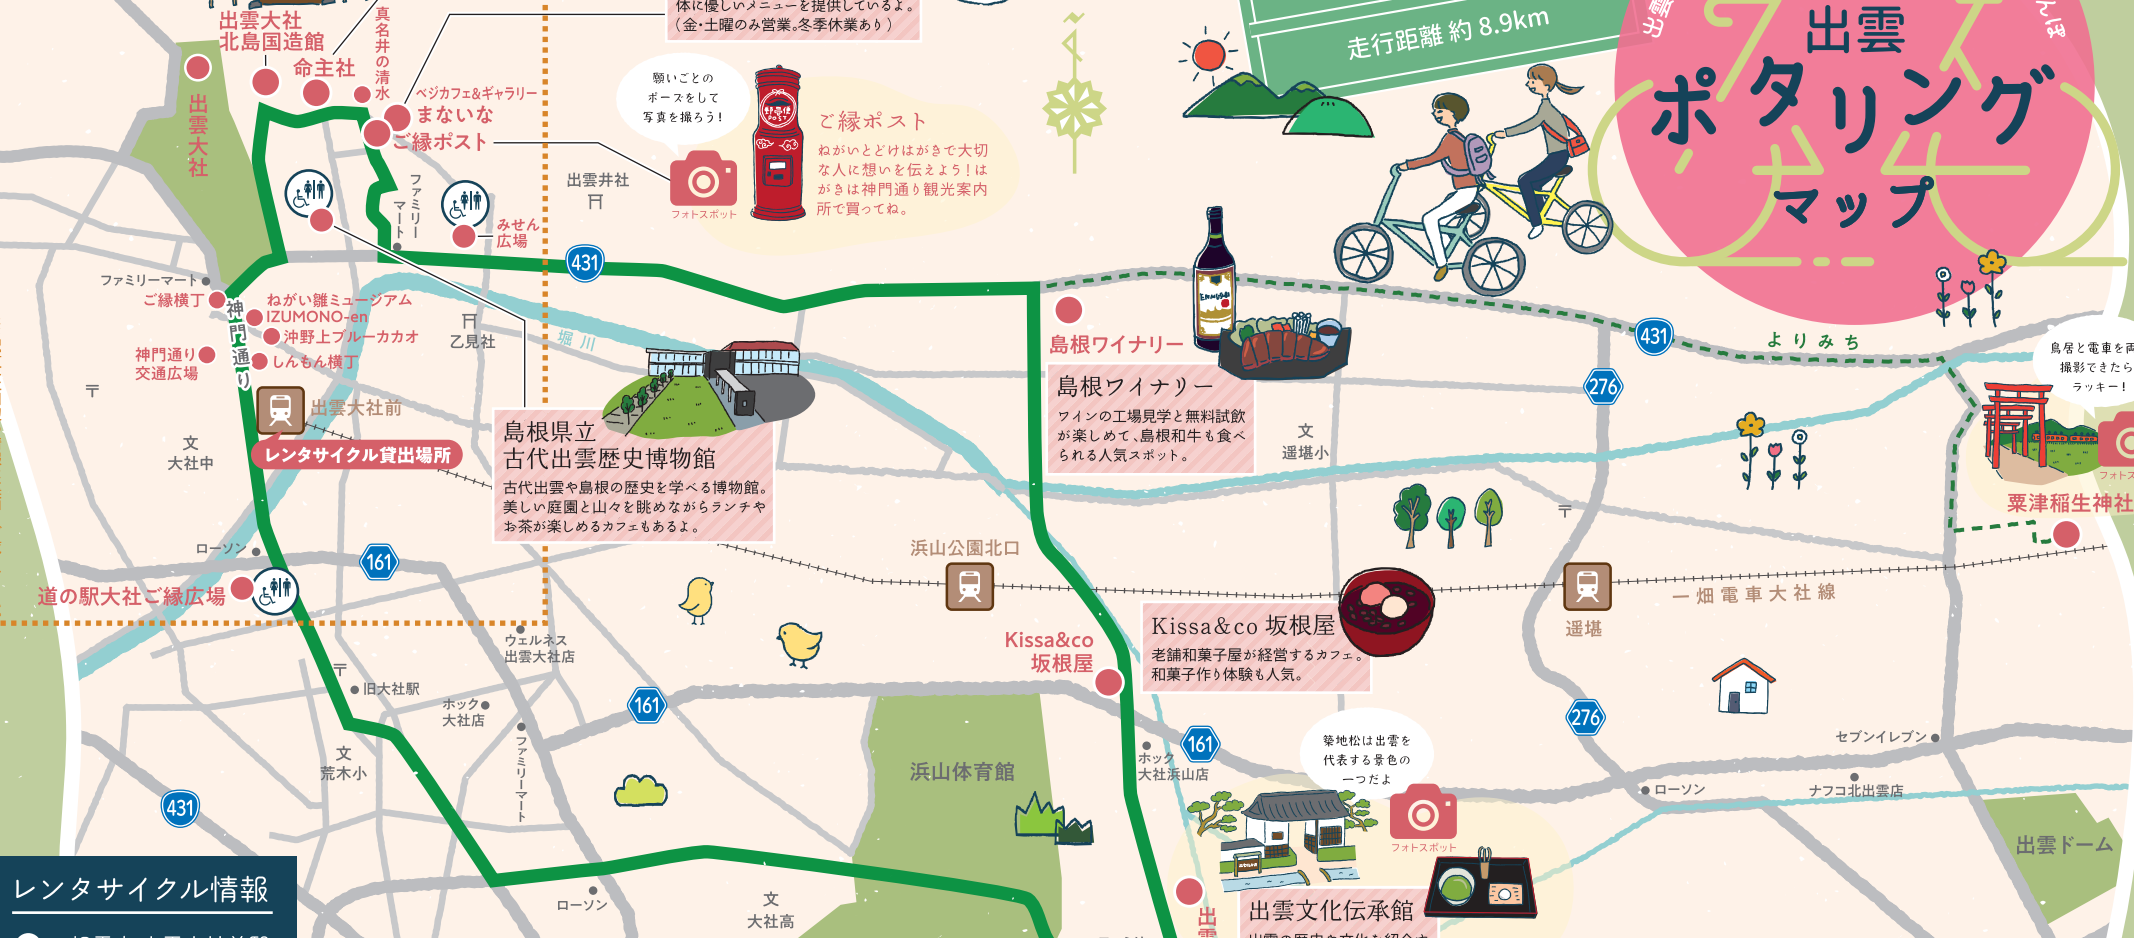 出雲大社
北島国造館
命主社
真名井の清水
出雲大社
ベジカフェ&ギャラリー
まないな
ご縁ポスト
体に優しいメニューを提供しているよ。
(金・土曜のみ営業。冬季休業あり)
願いごとの
ポーズをして
写真を撮ろう!
フォトスポット
ご縁ポスト
ねがいとどけはがきで大切
な人に想いを伝えよう!は
がきは神門通り観光案内
所で買ってね。
走行距離 約 8.9km
出雲
ポタリング
マップ
ファミリーマート
みせん
広場
出雲井社
431
ファミリーマート
ご縁横丁
神門通り
ねがい雛ミュージアム
IZUMONO-en
沖野上ブルーカカオ
しんもん横丁
神門通り
交通広場
乙見社
堀川
出雲大社前
レンタサイクル貸出場所
文
大社中
島根県立
古代出雲歴史博物館
古代出雲や島根の歴史を学べる博物館。
美しい庭園と山々を眺めながらランチや
お茶が楽しめるカフェもあるよ。
島根ワイナリー
島根ワイナリー
ワインの工場見学と無料試飲
が楽しめて、島根和牛も食べ
られる人気スポット。
文
遥堪小
431
よりみち
276
鳥居と電車を両
撮影できたら
ラッキー!
粟津稲生神社
ローソン
161
道の駅大社ご縁広場
浜山公園北口
一畑電車大社線
遥堪
Kissa&co
坂根屋
Kissa&co 坂根屋
老舗和菓子屋が経営するカフェ。
和菓子作り体験も人気。
ウェルネス
出雲大社店
旧大社駅
ホック
大社店
ファミリーマート
161
文
荒木小
431
浜山体育館
ホック
大社浜山店
161
276
セブンイレブン
ローソン
ナフコ北出雲店
出雲ドーム
築地松は出雲を
代表する景色の
一つだよ
フォトスポット
出雲文化伝承館
レンタサイクル情報
ローソン
文
大社高